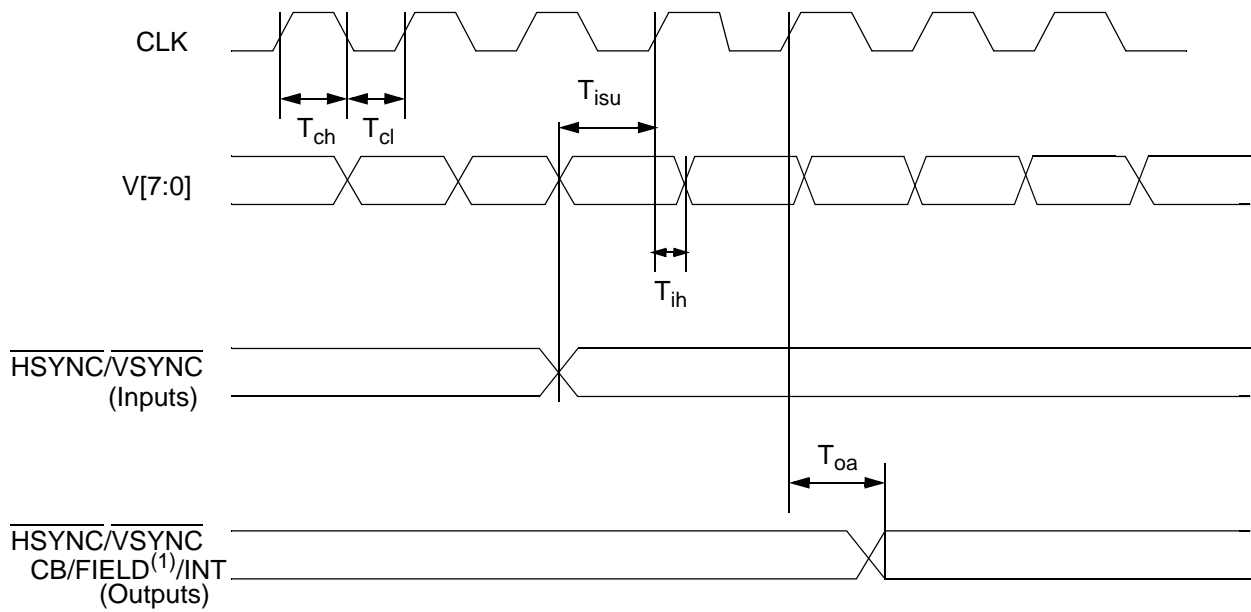 CLK
T_isu
T_ch T_cl
V[7:0]
T_ih
HSYNC/VSYNC
(Inputs)
T_oa
HSYNC/VSYNC
CB/FIELD(1)/INT
(Outputs)